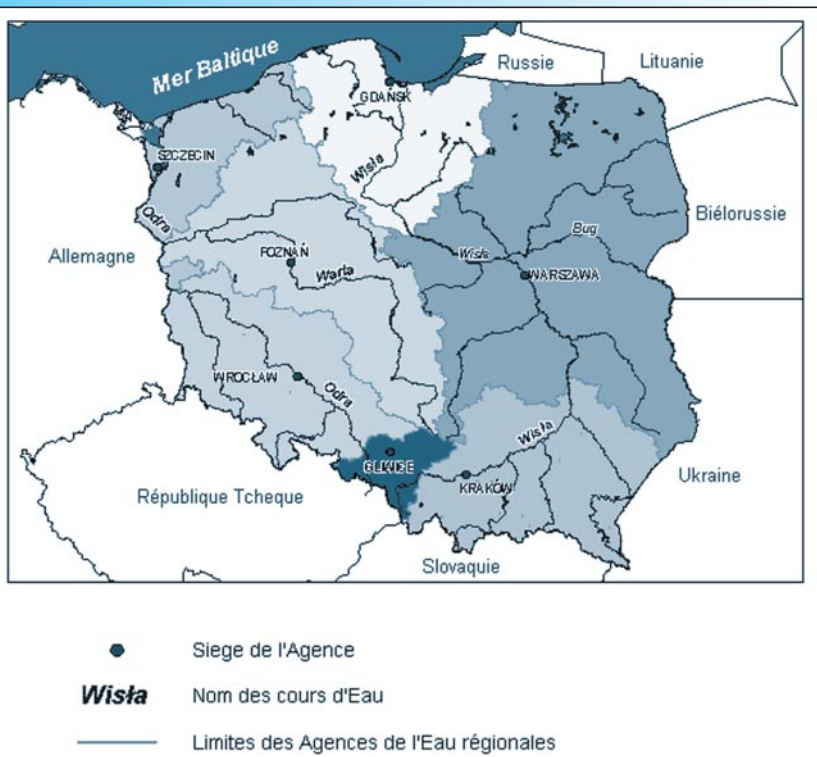 Mer Baltique
Russie
Lituanie
GDAŃSK
SZCZECIN
Wisła
Odra
Biélorussie
Bug
Allemagne
POZNAŃ
Wisła
WARSZAWA
Warta
WROCŁAW
Odra
Wisła
GLIWICE
KRAKÓW
Ukraine
République Tcheque
Slovaquie
Siege de l'Agence
Wisła
Nom des cours d'Eau
Limites des Agences de l'Eau régionales